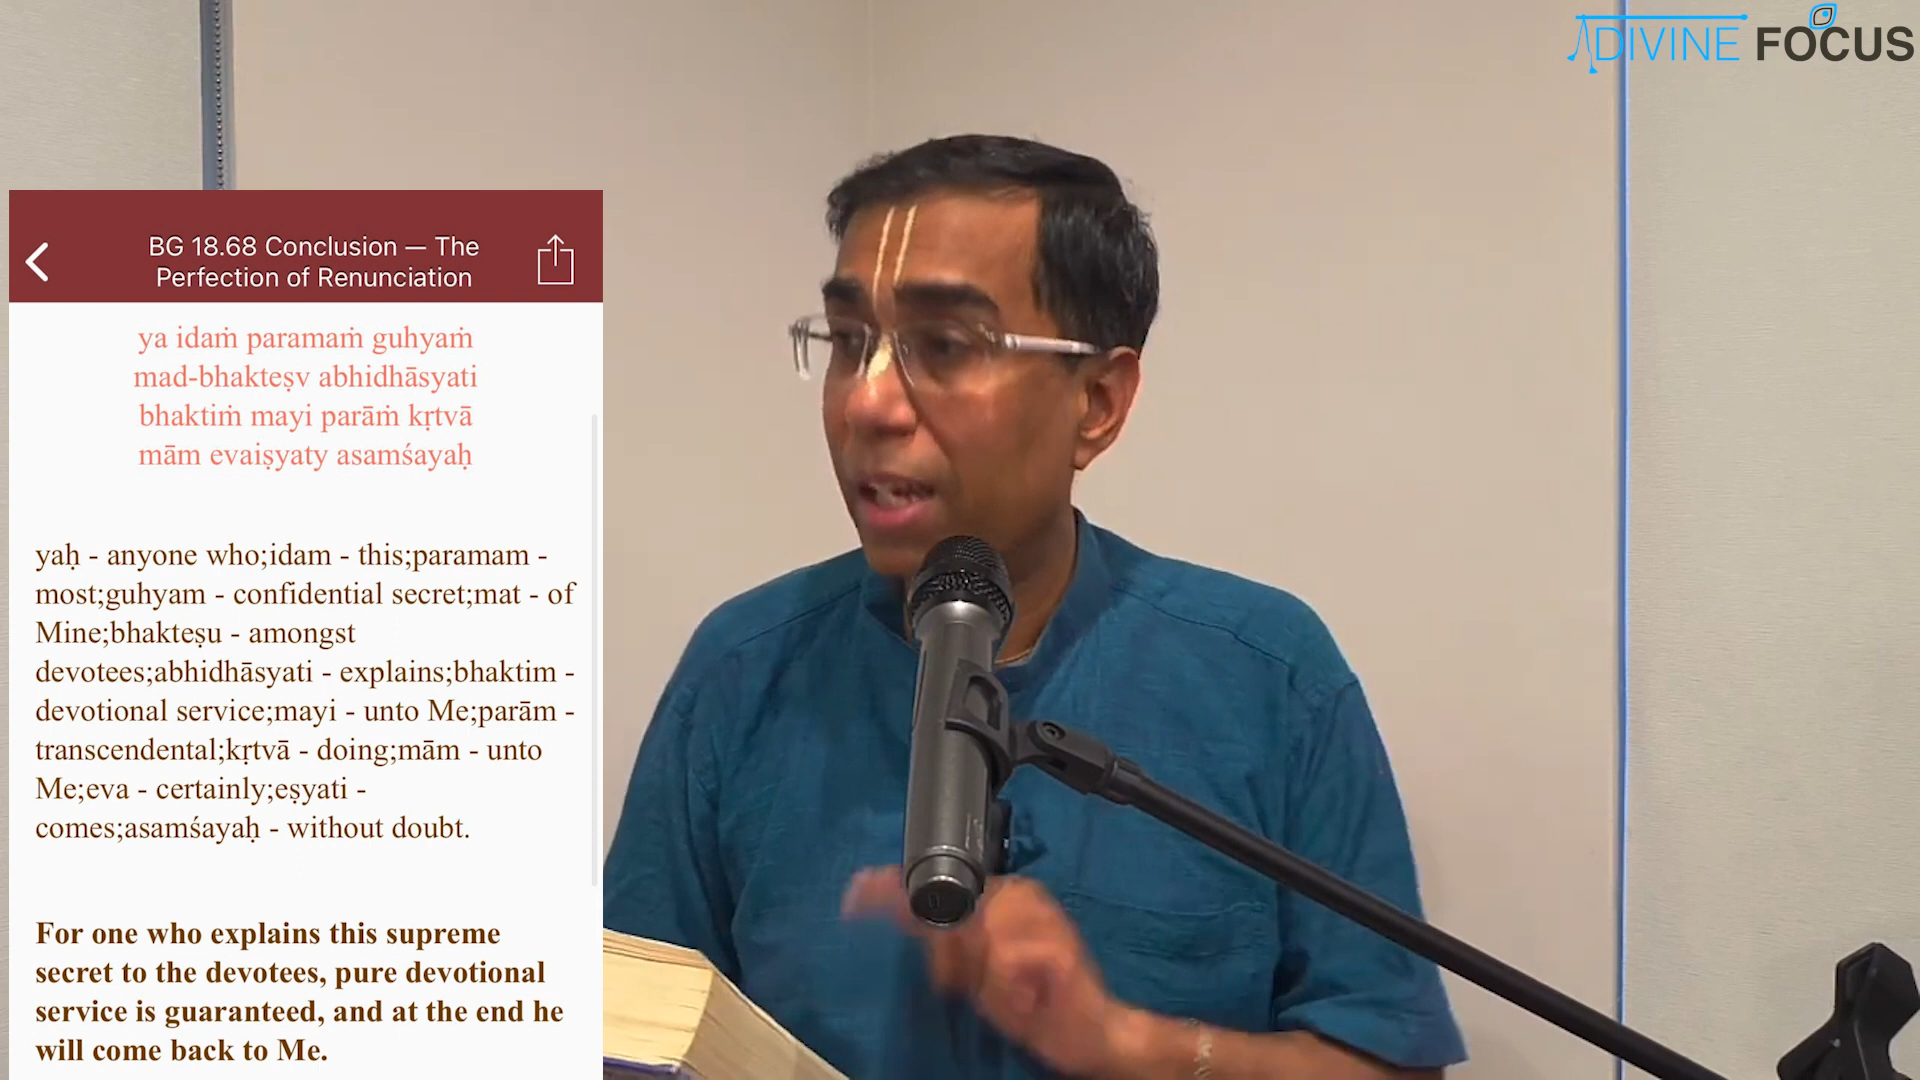 DIVINE FOCUS
BG 18.68 Conclusion — The
Perfection of Renunciation
ya idaṁ paramaṁ guhyaṁ
mad-bhakteṣv abhidhāsyati
bhaktiṁ mayi parāṁ kṛtvā
mām evaiṣyaty asaṁśayaḥ
yaḥ - anyone who;idam - this;paramam -
most;guhyam - confidential secret;mat - of
Mine;bhakteṣu - amongst
devotees;abhidhāsyati - explains;bhaktim -
devotional service;mayi - unto Me;parām -
transcendental;kṛtvā - doing;mām - unto
Me;eva - certainly;eṣyati -
comes;asaṁśayaḥ - without doubt.
For one who explains this supreme
secret to the devotees, pure devotional
service is guaranteed, and at the end he
will come back to Me.